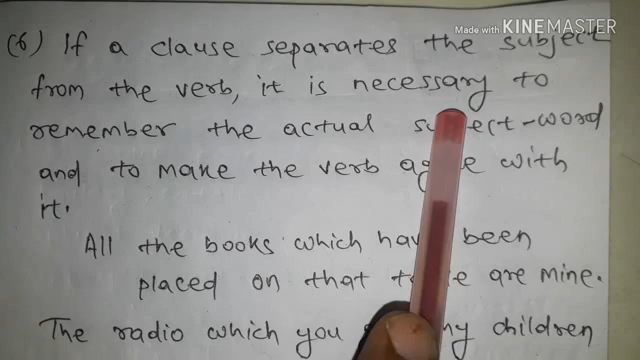 Made with KINEMASTER
(6) If a clause separates the subject
from the verb, it is necessary to
remember the actual -word
and to make the verb with
it.
All the books which been
placed on that are mine.
The radio which you children